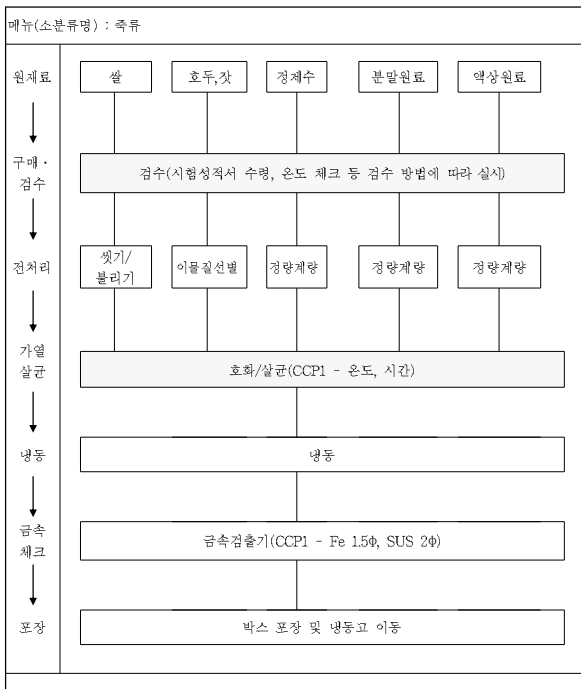 메뉴(소분류명) : 죽류
원재료
쌀
호두,잣
정제수
분말원료
액상원료
구매·
검수
검수(시험성적서 수령, 온도 체크 등 검수 방법에 따라 실시)
전처리
씻기/
불리기
이물질선별
정량계량
정량계량
정량계량
가열
살균
호화/살균(CCP1 - 온도, 시간)
냉동
냉동
금속
체크
금속검출기(CCP1 - Fe 1.5Φ, SUS 2Φ)
포장
박스 포장 및 냉동고 이동